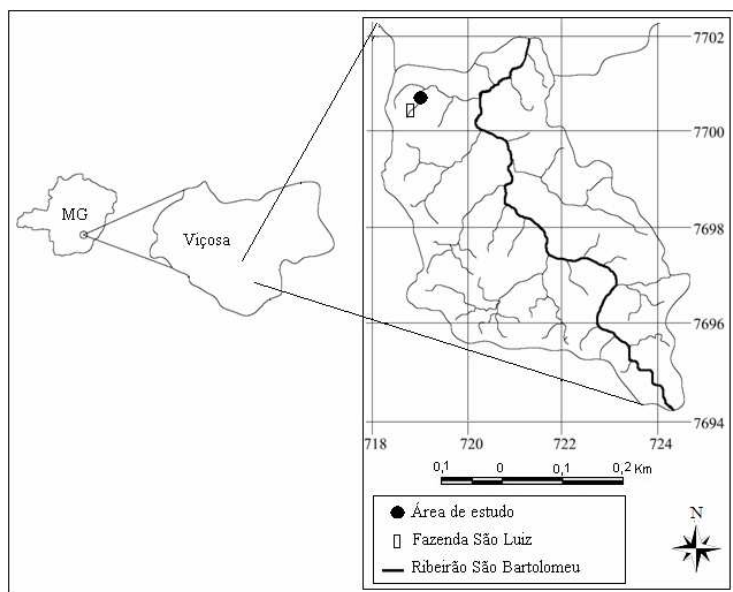 MG
Viçosa
7702
7700
7698
7696
7694
718 720 722 724
0,1 0 0,1 0,2 Km
Área de estudo
Fazenda São Luiz
Ribeirão São Bartolomeu
N